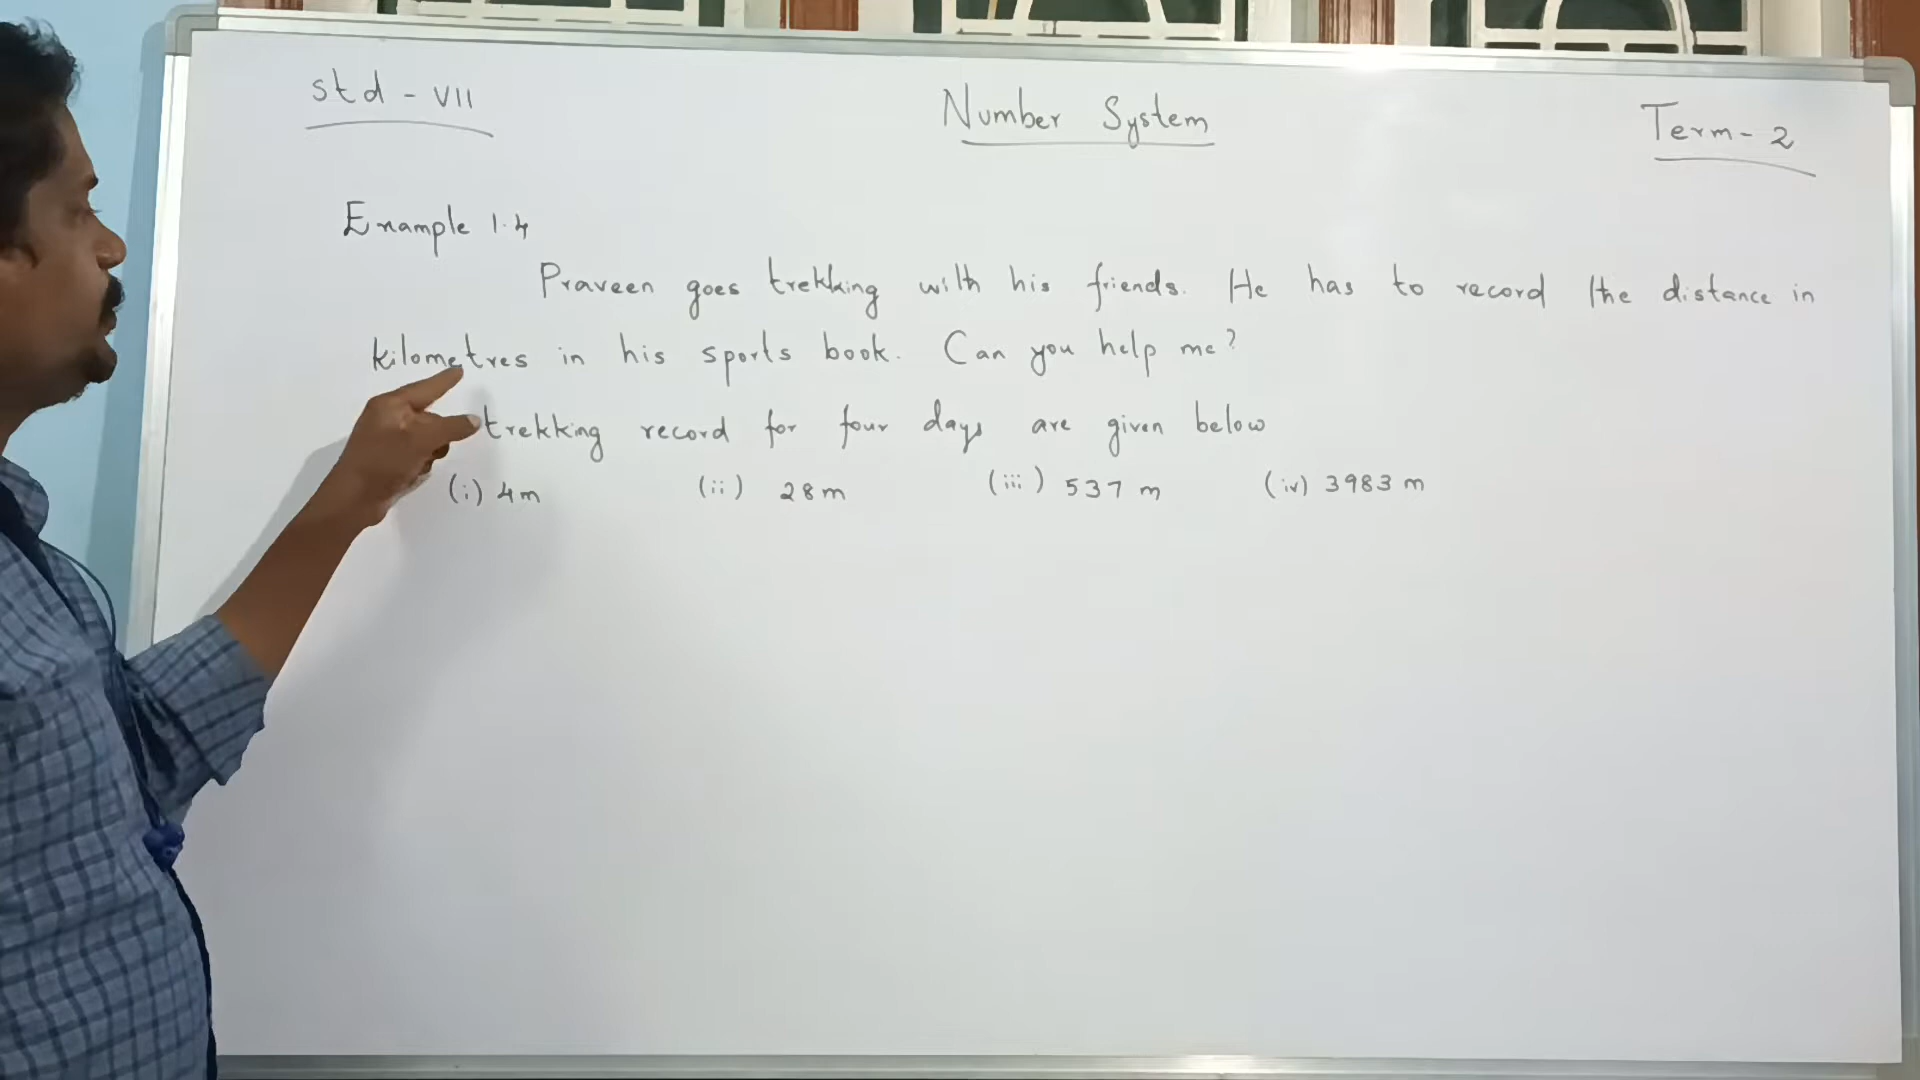 std - VII
Number System
Term - 2
Example 1.4
Praveen goes trekking with his friends. He has to record the distance in
kilometres in his sports book. Can you help me?
trekking record for four days are given below
(i) 4m (ii) 28m (iii) 537 m (iv) 3983 m